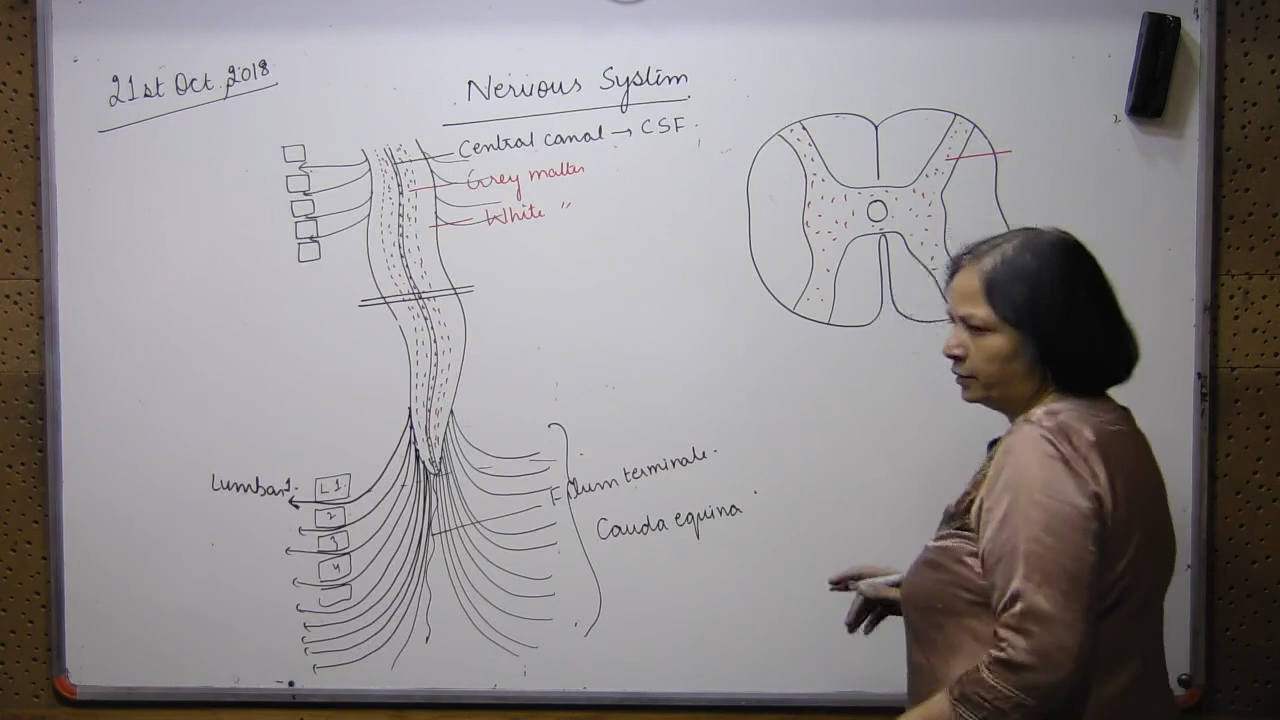 21st Oct, 2018
Nervous System
Central canal → CSF.
Grey matter
White "
Lumbar1.
L1
2
3
4
Filum terminale.
Cauda equina